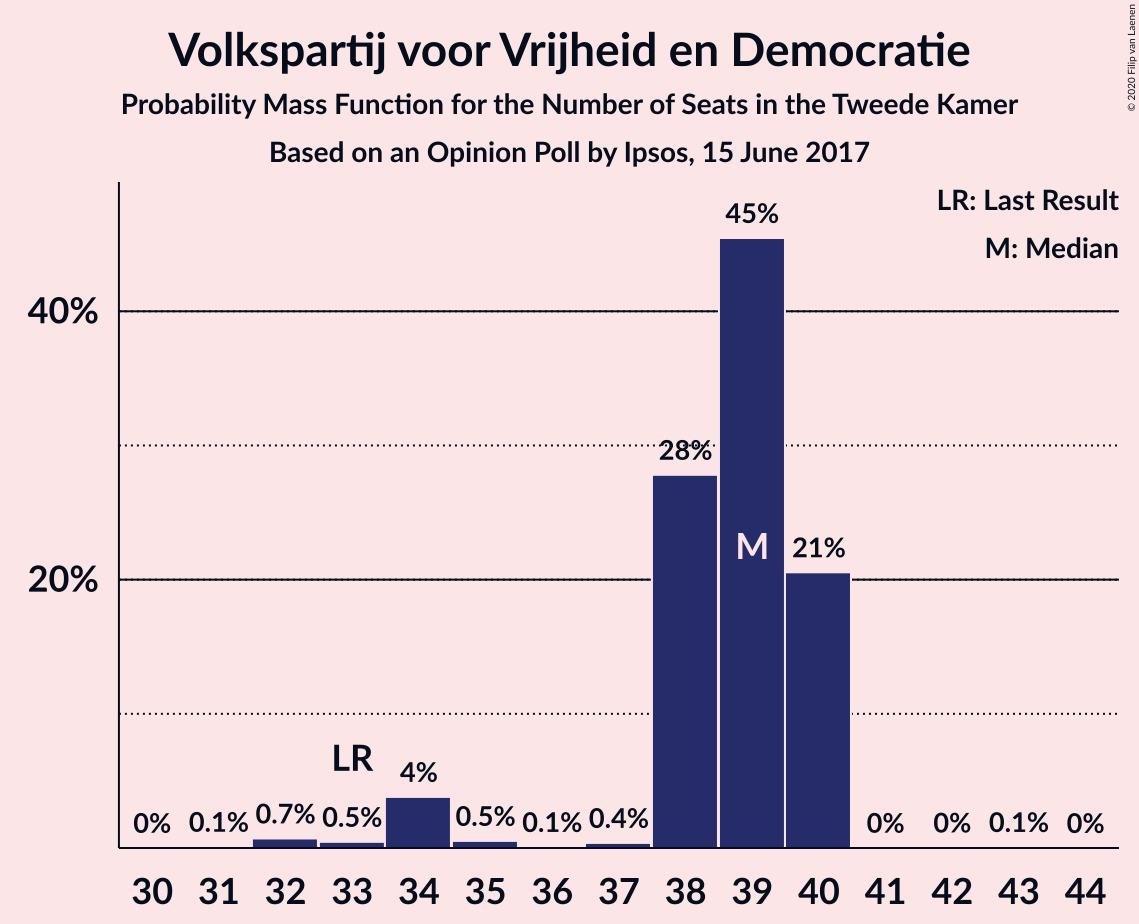 Volkspartij voor Vrijheid en Democratie
Probability Mass Function for the Number of Seats in the Tweede Kamer
Based on an Opinion Poll by Ipsos, 15 June 2017
© 2020 Filip van Laenen
LR: Last Result
M: Median
45%
40%
28%
M
21%
20%
LR
4%
0% 0.1% 0.7% 0.5% 0.5% 0.1% 0.4% 0% 0% 0.1% 0%
30 31 32 33 34 35 36 37 38 39 40 41 42 43 44